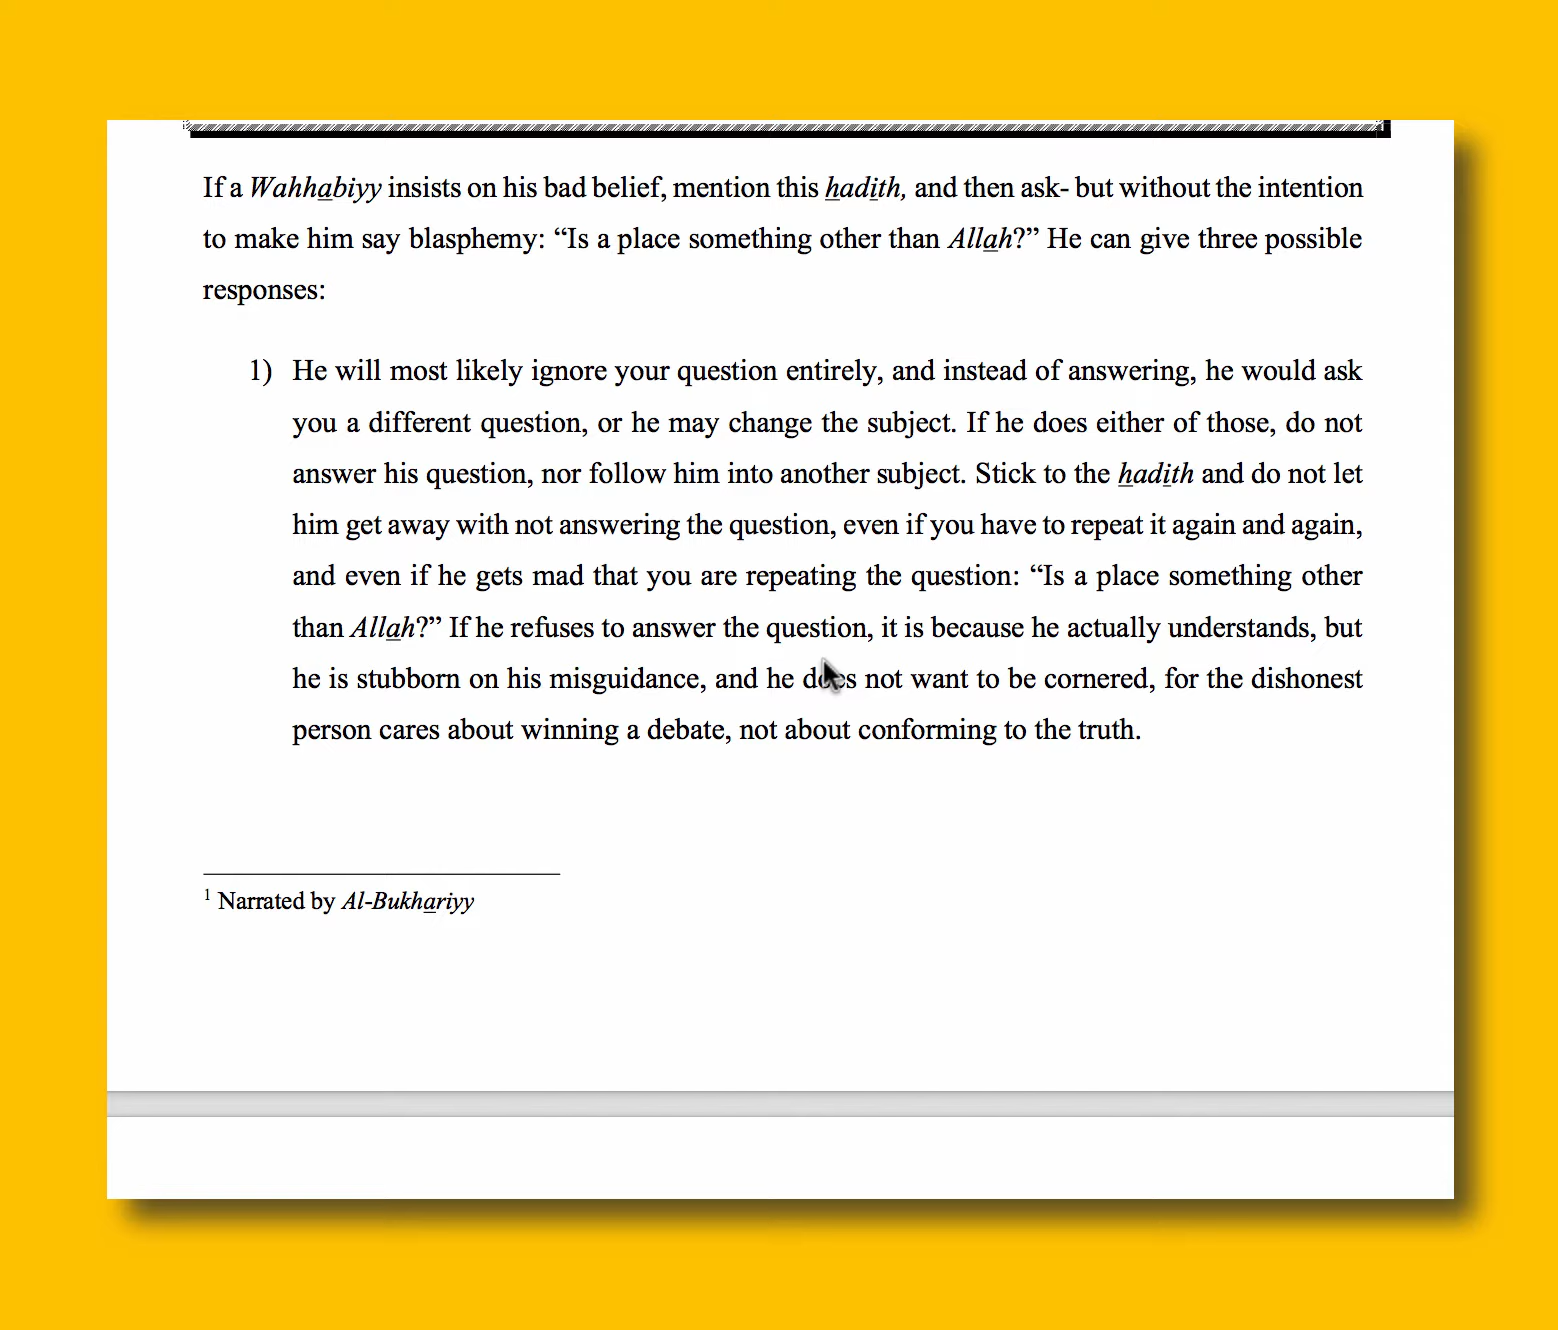 If a Wahhabiyy insists on his bad belief, mention this hadith, and then ask- but without the intention
to make him say blasphemy: “Is a place something other than Allah?” He can give three possible
responses:
1) He will most likely ignore your question entirely, and instead of answering, he would ask
you a different question, or he may change the subject. If he does either of those, do not
answer his question, nor follow him into another subject. Stick to the hadith and do not let
him get away with not answering the question, even if you have to repeat it again and again,
and even if he gets mad that you are repeating the question: “Is a place something other
than Allah?” If he refuses to answer the question, it is because he actually understands, but
he is stubborn on his misguidance, and he does not want to be cornered, for the dishonest
person cares about winning a debate, not about conforming to the truth.
1 Narrated by Al-Bukhariyy